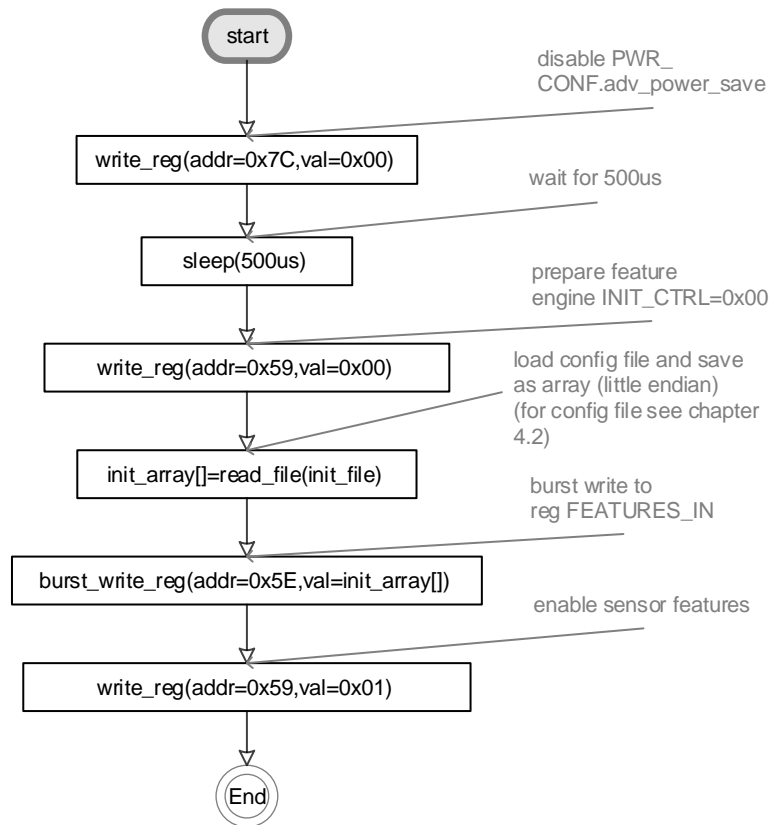 start
disable PWR_
CONF.adv_power_save
write_reg(addr=0x7C,val=0x00)
wait for 500us
sleep(500us)
prepare feature
engine INIT_CTRL=0x00
write_reg(addr=0x59,val=0x00)
load config file and save
as array (little endian)
(for config file see chapter
4.2)
init_array[]=read_file(init_file)
burst write to
reg FEATURES_IN
burst_write_reg(addr=0x5E,val=init_array[])
enable sensor features
write_reg(addr=0x59,val=0x01)
End